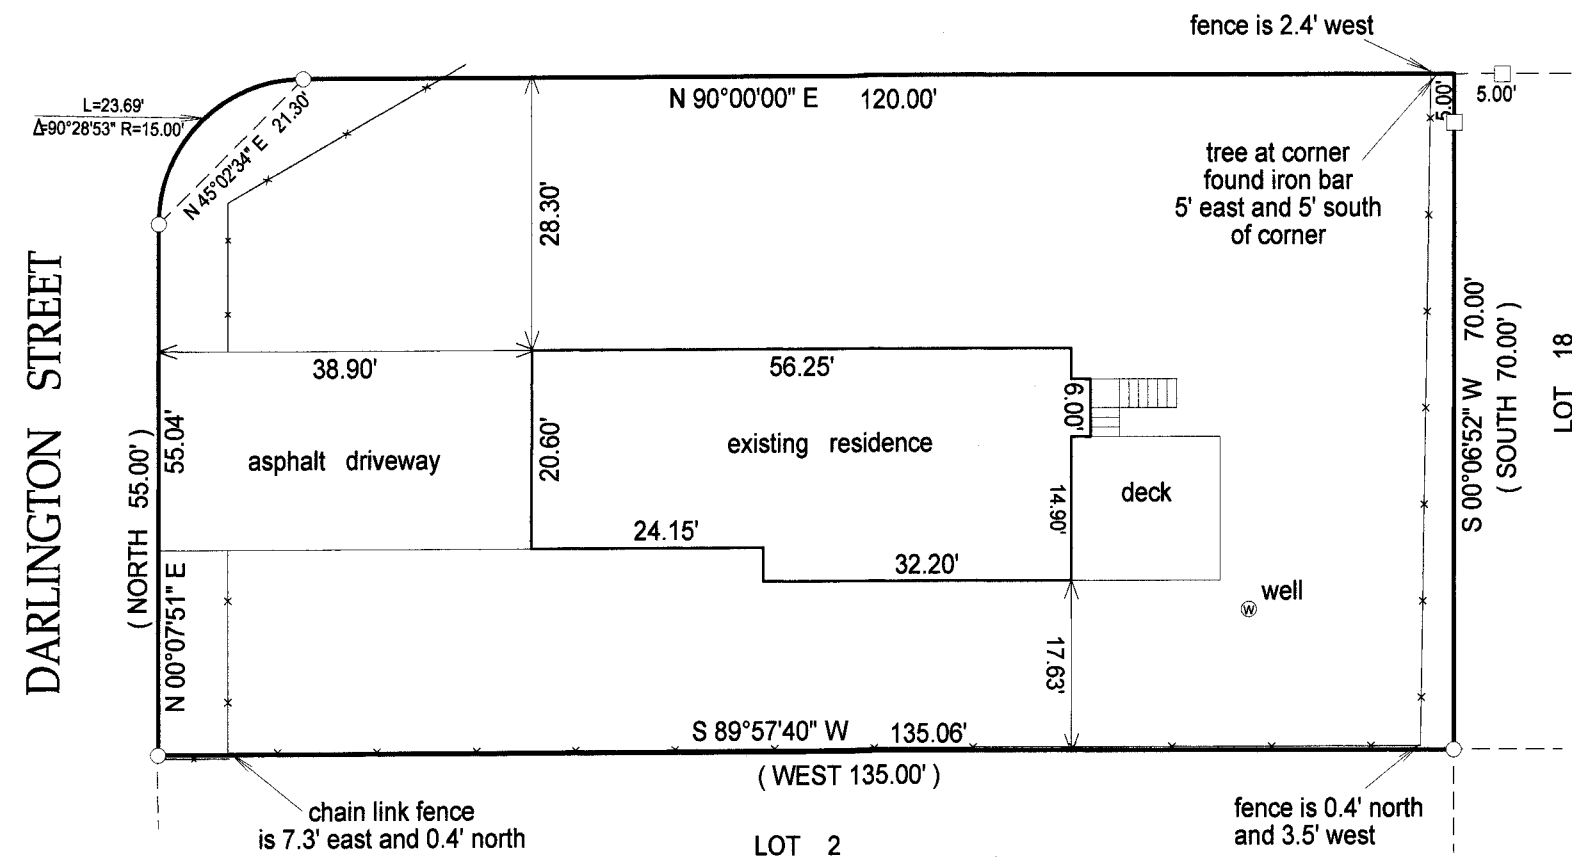 fence is 2.4' west
L=23.69'
Δ=90°28'53" R=15.00'
N 45°02'34" E 21.30'
N 90°00'00" E 120.00'
5.00'
5.00'
tree at corner
found iron bar
5' east and 5' south
of corner
28.30'
DARLINGTON STREET
( NORTH 55.00' )
N 00°07'51" E 55.04'
38.90'
56.25'
6.00'
asphalt driveway
20.60'
existing residence
14.90'
deck
24.15'
32.20'
17.63'
W
well
S 00°06'52" W 70.00'
( SOUTH 70.00' )
LOT 18
S 89°57'40" W 135.06'
( WEST 135.00' )
chain link fence
is 7.3' east and 0.4' north
fence is 0.4' north
and 3.5' west
LOT 2